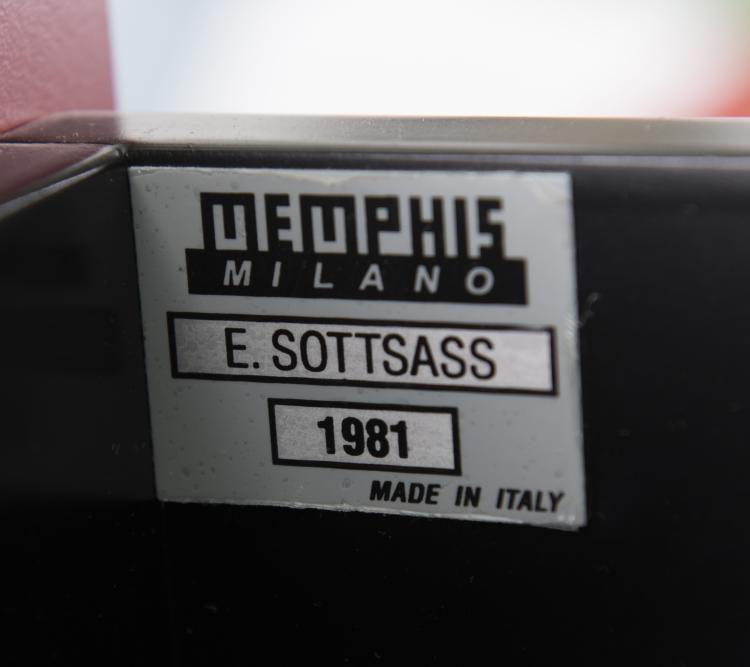 MEMPHIS
MILANO
E. SOTTSASS
1981
MADE IN ITALY